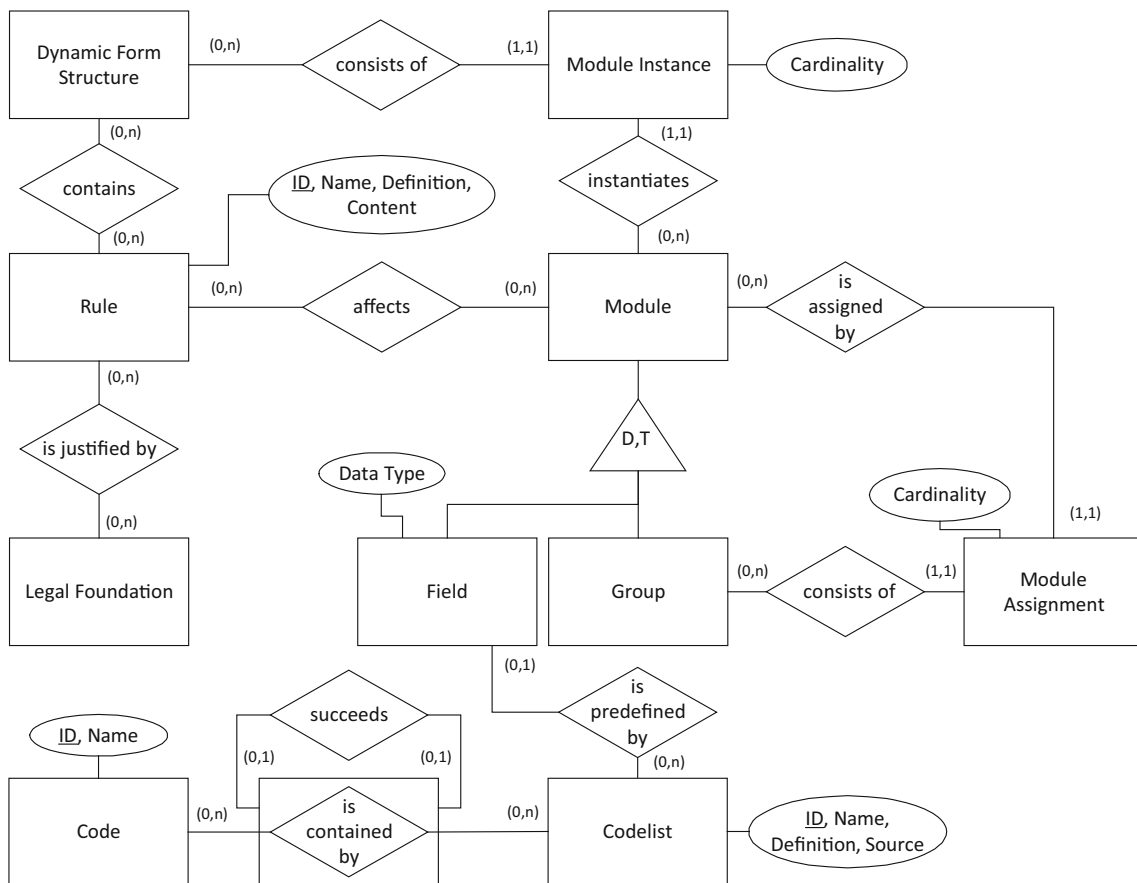 Dynamic Form
Structure
(0,n)
consists of
(1,1)
Module Instance
Cardinality
(0,n)
(1,1)
contains
ID, Name, Definition,
Content
instantiates
(0,n)
(0,n)
Rule
(0,n)
affects
(0,n)
Module
(0,n)
is
assigned
by
(0,n)
is justified by
D,T
Data Type
Cardinality
(0,n)
(1,1)
Legal Foundation
Field
Group
(0,n)
consists of
(1,1)
Module
Assignment
(0,1)
is
predefined
by
succeeds
ID, Name
(0,1)
(0,1)
(0,n)
Code
(0,n)
is
contained
by
(0,n)
Codelist
ID, Name,
Definition, Source